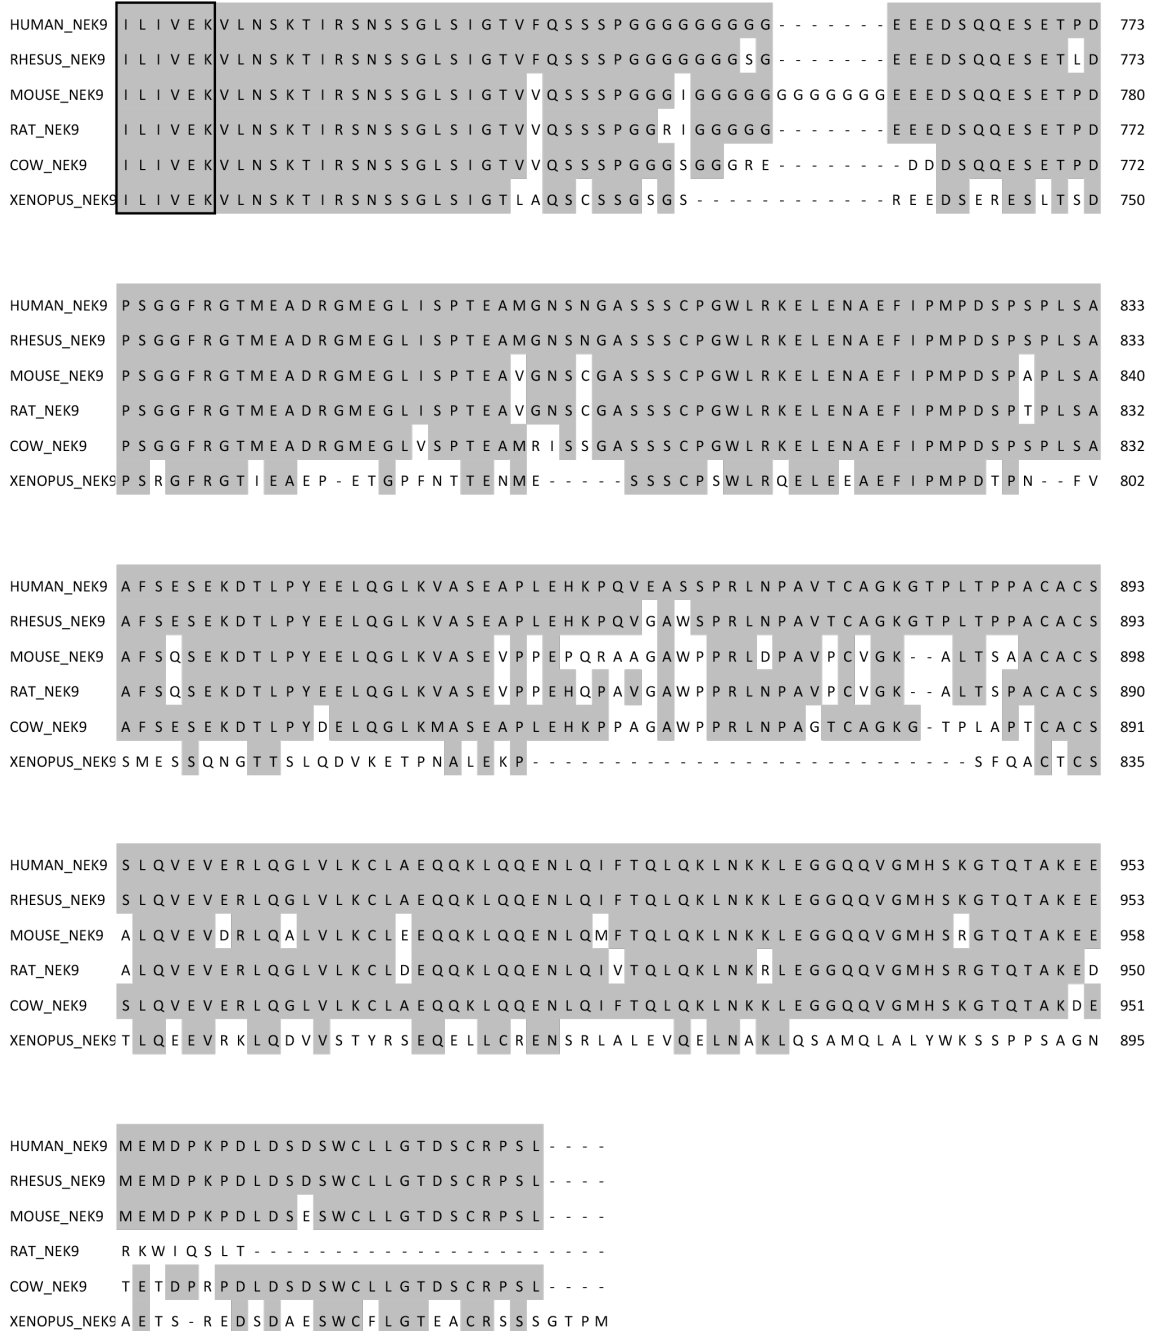 HUMAN_NEK9 I L I V E K V L N S K T I R S N S S G L S I G T V F Q S S S P G G G G G G G G G - - - - - - - E E E D S Q Q E S E T P D 773
RHESUS_NEK9 I L I V E K V L N S K T I R S N S S G L S I G T V F Q S S S P G G G G G G G S G - - - - - - - E E E D S Q Q E S E T L D 773
MOUSE_NEK9 I L I V E K V L N S K T I R S N S S G L S I G T V V Q S S S P G G G I G G G G G G G G G G G G E E E D S Q Q E S E T P D 780
RAT_NEK9 I L I V E K V L N S K T I R S N S S G L S I G T V V Q S S S P G G R I G G G G G - - - - - - - E E E D S Q Q E S E T P D 772
COW_NEK9 I L I V E K V L N S K T I R S N S S G L S I G T V V Q S S S P G G G S G G G R E - - - - - - - - D D D S Q Q E S E T P D 772
XENOPUS_NEK9 I L I V E K V L N S K T I R S N S S G L S I G T L A Q S C S S G S G S - - - - - - - - - - - - R E E D S E R E S L T S D 750
HUMAN_NEK9 P S G G F R G T M E A D R G M E G L I S P T E A M G N S N G A S S S C P G W L R K E L E N A E F I P M P D S P S P L S A 833
RHESUS_NEK9 P S G G F R G T M E A D R G M E G L I S P T E A M G N S N G A S S S C P G W L R K E L E N A E F I P M P D S P S P L S A 833
MOUSE_NEK9 P S G G F R G T M E A D R G M E G L I S P T E A V G N S C G A S S S C P G W L R K E L E N A E F I P M P D S P A P L S A 840
RAT_NEK9 P S G G F R G T M E A D R G M E G L I S P T E A V G N S C G A S S S C P G W L R K E L E N A E F I P M P D S P T P L S A 832
COW_NEK9 P S G G F R G T M E A D R G M E G L V S P T E A M R I S S G A S S S C P G W L R K E L E N A E F I P M P D S P S P L S A 832
XENOPUS_NEK9 P S R G F R G T I E A E P - E T G P F N T T E N M E - - - - - S S S C P S W L R Q E L E E A E F I P M P D T P N - - F V 802
HUMAN_NEK9 A F S E S E K D T L P Y E E L Q G L K V A S E A P L E H K P Q V E A S S P R L N P A V T C A G K G T P L T P P A C A C S 893
RHESUS_NEK9 A F S E S E K D T L P Y E E L Q G L K V A S E A P L E H K P Q V G A W S P R L N P A V T C A G K G T P L T P P A C A C S 893
MOUSE_NEK9 A F S Q S E K D T L P Y E E L Q G L K V A S E V P P E P Q R A A G A W P P R L D P A V P C V G K - - A L T S A A C A C S 898
RAT_NEK9 A F S Q S E K D T L P Y E E L Q G L K V A S E V P P E H Q P A V G A W P P R L N P A V P C V G K - - A L T S P A C A C S 890
COW_NEK9 A F S E S E K D T L P Y D E L Q G L K M A S E A P L E H K P P A G A W P P R L N P A G T C A G K G - T P L A P T C A C S 891
XENOPUS_NEK9 S M E S S Q N G T T S L Q D V K E T P N A L E K P - - - - - - - - - - - - - - - - - - - - - - - - - - - S F Q A C T C S 835
HUMAN_NEK9 S L Q V E V E R L Q G L V L K C L A E Q Q K L Q Q E N L Q I F T Q L Q K L N K K L E G G Q Q V G M H S K G T Q T A K E E 953
RHESUS_NEK9 S L Q V E V E R L Q G L V L K C L A E Q Q K L Q Q E N L Q I F T Q L Q K L N K K L E G G Q Q V G M H S K G T Q T A K E E 953
MOUSE_NEK9 A L Q V E V D R L Q A L V L K C L E E Q Q K L Q Q E N L Q M F T Q L Q K L N K K L E G G Q Q V G M H S R G T Q T A K E E 958
RAT_NEK9 A L Q V E V E R L Q G L V L K C L D E Q Q K L Q Q E N L Q I V T Q L Q K L N K R L E G G Q Q V G M H S R G T Q T A K E D 950
COW_NEK9 S L Q V E V E R L Q G L V L K C L A E Q Q K L Q Q E N L Q I F T Q L Q K L N K K L E G G Q Q V G M H S K G T Q T A K D E 951
XENOPUS_NEK9 T L Q E E V R K L Q D V V S T Y R S E Q E L L C R E N S R L A L E V Q E L N A K L Q S A M Q L A L Y W K S S P P S A G N 895
HUMAN_NEK9 M E M D P K P D L D S D S W C L L G T D S C R P S L - - - -
RHESUS_NEK9 M E M D P K P D L D S D S W C L L G T D S C R P S L - - - -
MOUSE_NEK9 M E M D P K P D L D S E S W C L L G T D S C R P S L - - - -
RAT_NEK9 R K W I Q S L T - - - - - - - - - - - - - - - - - - - - - -
COW_NEK9 T E T D P R P D L D S D S W C L L G T D S C R P S L - - - -
XENOPUS_NEK9 A E T S - R E D S D A E S W C F L G T E A C R S S S G T P M